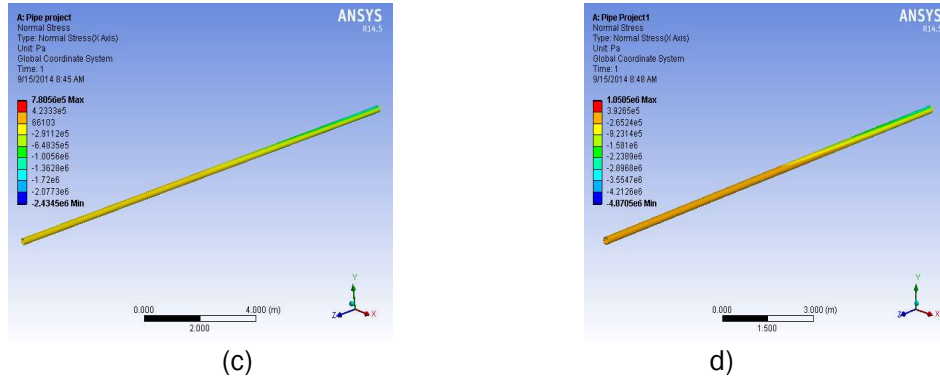 A: Pipe project
Normal Stress
Type: Normal Stress(X Axis)
Unit: Pa
Global Coordinate System
Time: 1
9/15/2014 8:45 AM
ANSYS
R14.5
7.8056e5 Max
4.2333e5
66103
-2.9112e5
-6.4835e5
-1.0056e6
-1.3628e6
-1.72e6
-2.0773e6
-2.4345e6 Min
0.000
4.000 (m)
2.000
Y
Z
X
(c)
A: Pipe Project1
Normal Stress
Type: Normal Stress(X Axis)
Unit: Pa
Global Coordinate System
Time: 1
9/15/2014 8:48 AM
ANSYS
R14.5
1.0505e6 Max
3.9265e5
-2.6524e5
-9.2314e5
-1.581e6
-2.2389e6
-2.8968e6
-3.5547e6
-4.2126e6
-4.8705e6 Min
0.000
3.000 (m)
1.500
Y
Z
X
d)